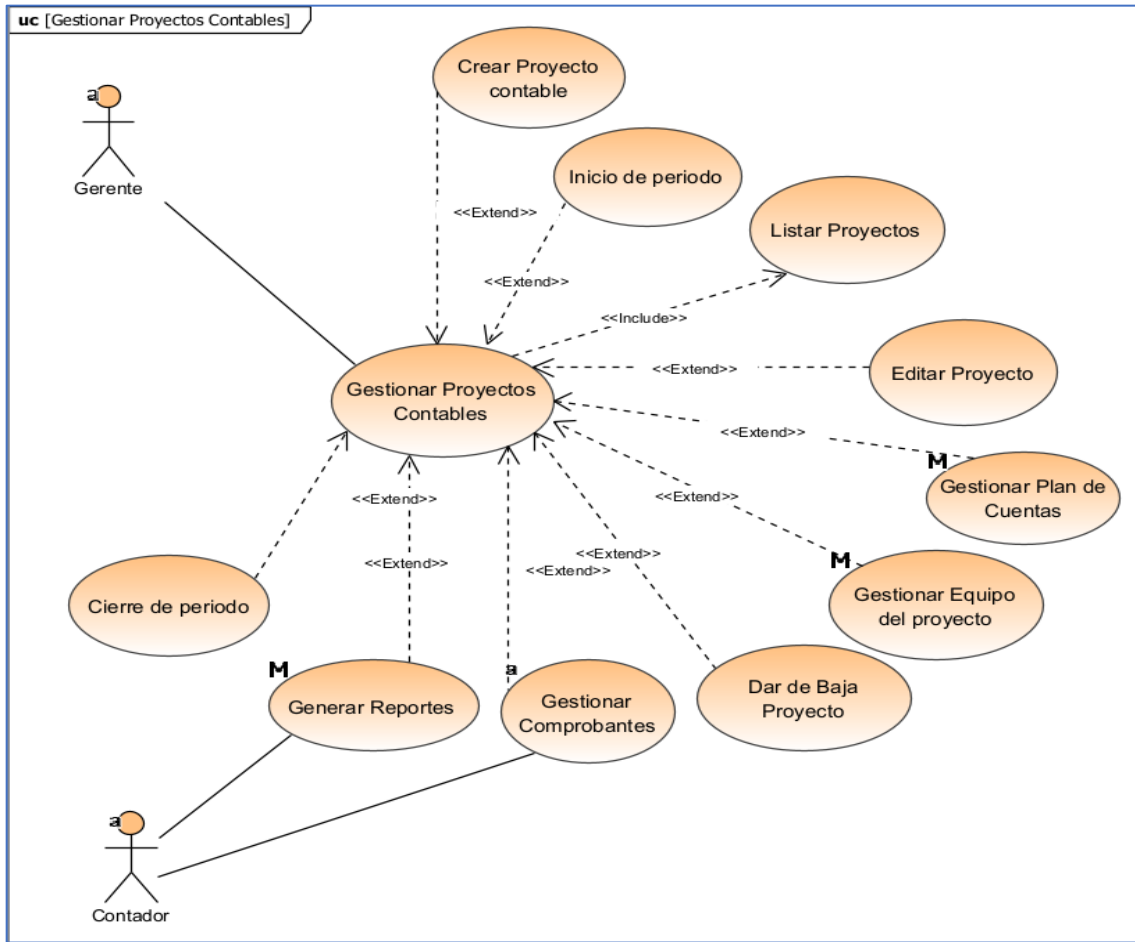 uc [Gestionar Proyectos Contables]
Crear Proyecto
contable
a
Gerente
Inicio de periodo
<<Extend>>
Listar Proyectos
<<Extend>>
<<Include>>
Editar Proyecto
<<Extend>>
Gestionar Proyectos
Contables
<<Extend>>
M
Gestionar Plan de
Cuentas
<<Extend>>
<<Extend>>
M
Gestionar Equipo
del proyecto
<<Extend>>
<<Extend>>
<<Extend>>
<<Extend>>
Cierre de periodo
M
Generar Reportes
a
Gestionar
Comprobantes
Dar de Baja
Proyecto
a
Contador